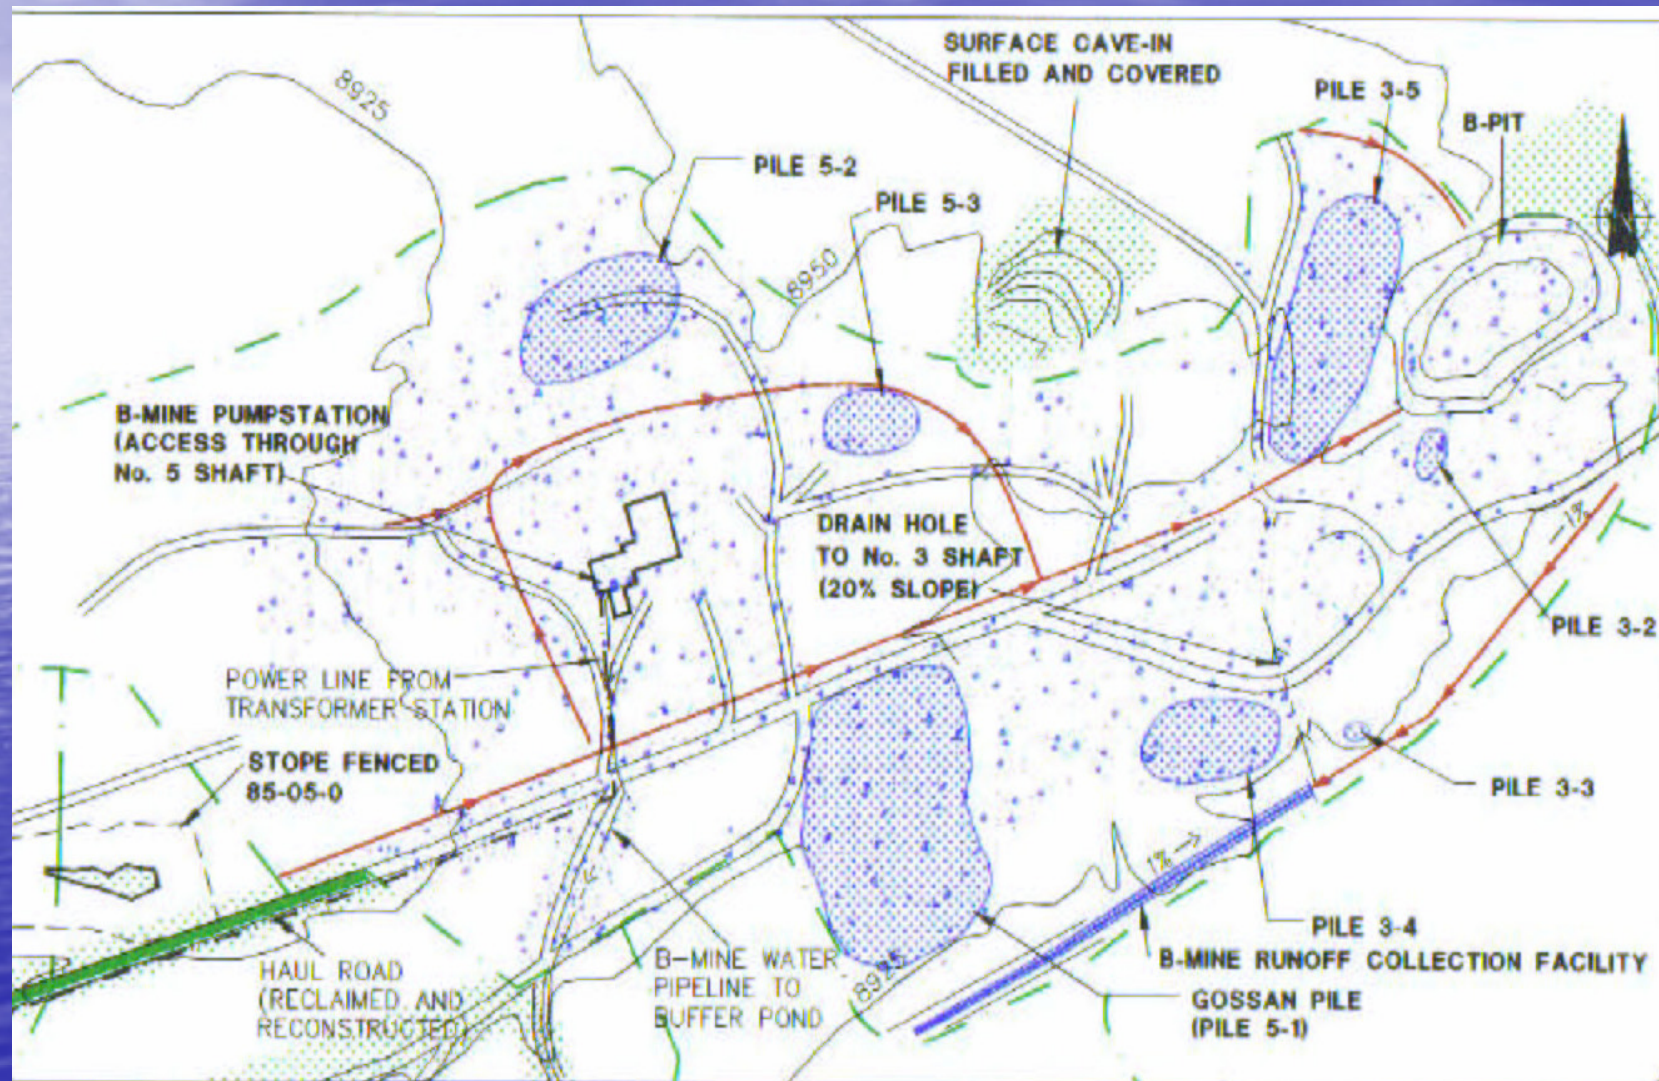 SURFACE CAVE-IN
FILLED AND COVERED
PILE 3-5
B-PIT
8925
PILE 5-2
PILE 5-3
8950
B-MINE PUMPSTATION
(ACCESS THROUGH
No. 5 SHAFT)
DRAIN HOLE
TO No. 3 SHAFT
(20% SLOPE)
1%
PILE 3-2
POWER LINE FROM
TRANSFORMER STATION
STOPE FENCED
85-05-0
PILE 3-3
1%
PILE 3-4
B-MINE RUNOFF COLLECTION FACILITY
GOSSAN PILE
(PILE 5-1)
8925
B-MINE WATER
PIPELINE TO
BUFFER POND
HAUL ROAD
(RECLAIMED AND
RECONSTRUCTED)